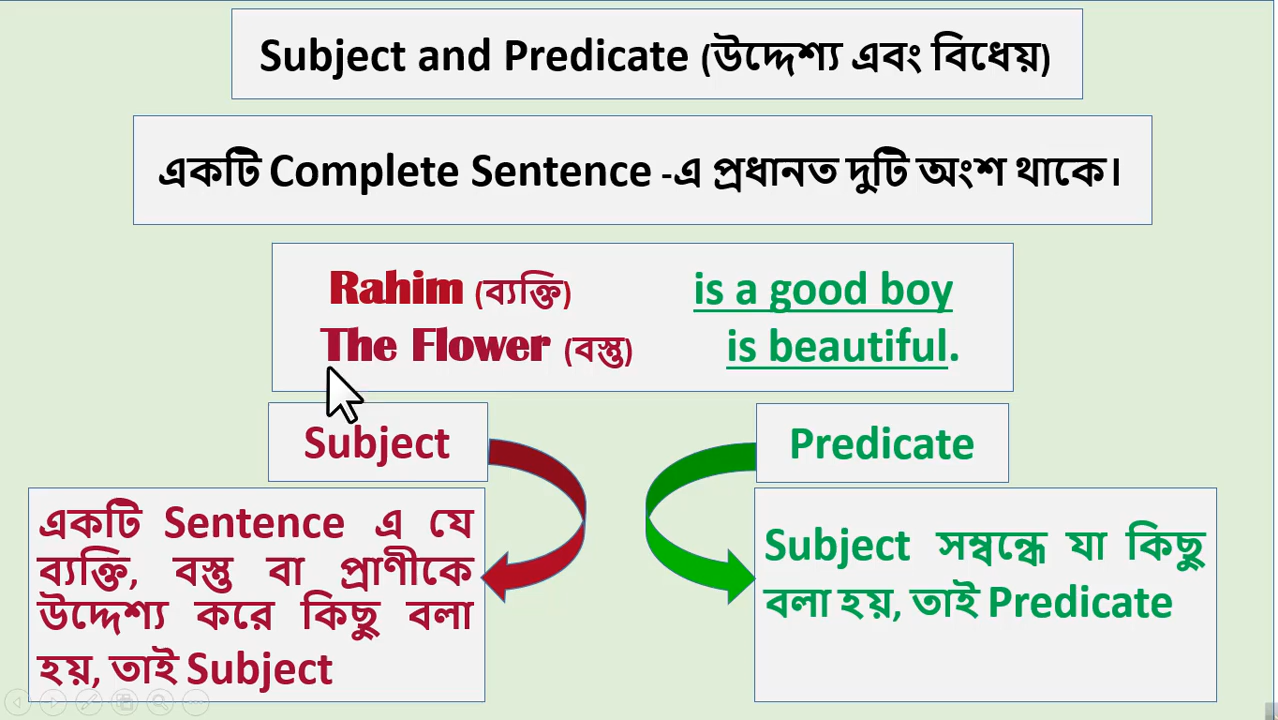 Subject and Predicate (উদ্দেশ্য এবং বিধেয়)
একটি Complete Sentence -এ প্রধানত দুটি অংশ থাকে।
Rahim (ব্যক্তি) is a good boy
The Flower (বস্তু) is beautiful.
Subject
Predicate
একটি Sentence এ যে
ব্যক্তি, বস্তু বা প্রাণীকে
উদ্দেশ্য করে কিছু বলা
হয়, তাই Subject
Subject সম্বন্ধে যা কিছু
বলা হয়, তাই Predicate